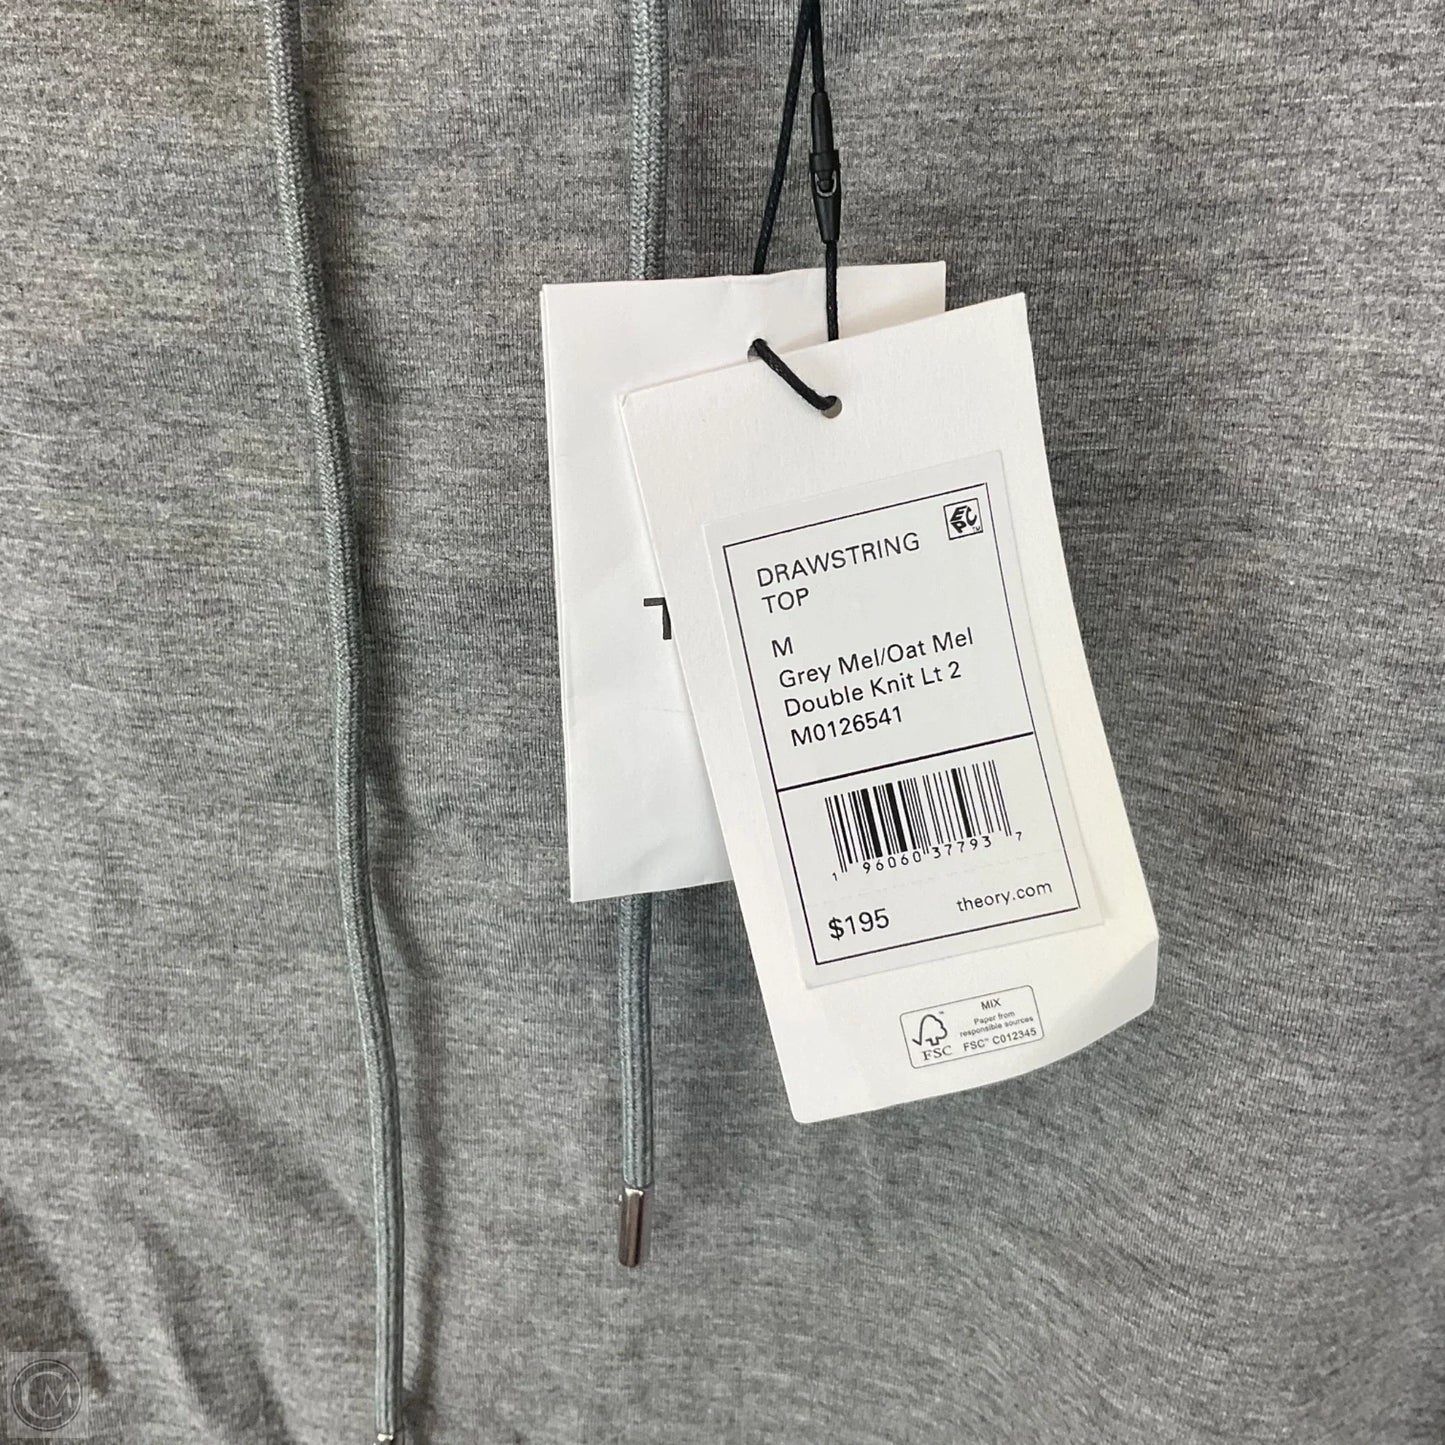 T
DRAWSTRING
TOP
M
Grey Mel/Oat Mel
Double Knit Lt 2
M0126541
1 96060 37793 7
$195
theory.com
MIX
Paper from
responsible sources
FSC™ C012345
FSC
CM